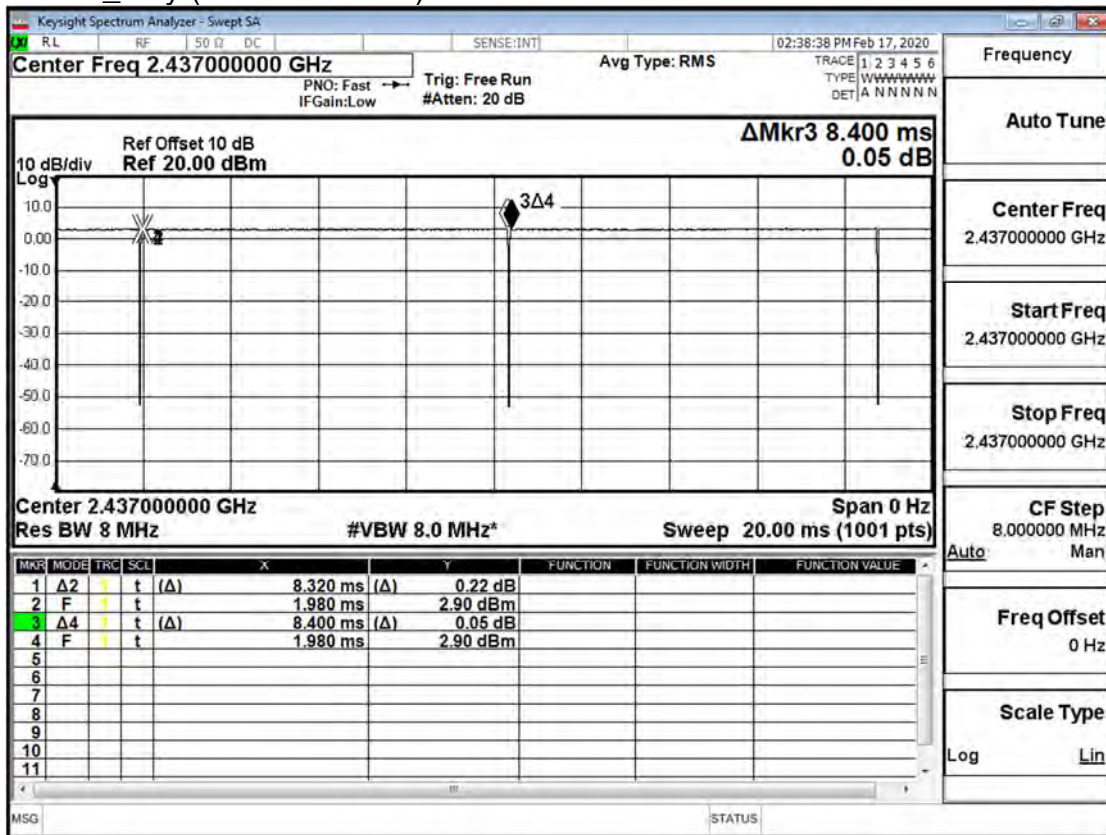 Keysight Spectrum Analyzer - Swept SA
RL RF 50 Ω DC SENSE:INT 02:38:38 PM Feb 17, 2020
Center Freq 2.437000000 GHz Avg Type: RMS TRACE 1 2 3 4 5 6
PNO: Fast Trig: Free Run TYPE WWWWWW
IFGain:Low #Atten: 20 dB DET A N N N N N
Frequency
Auto Tune
ΔMkr3 8.400 ms
0.05 dB
Ref Offset 10 dB
10 dB/div Ref 20.00 dBm
Log
10.0
0.00
-10.0
-20.0
-30.0
-40.0
-50.0
-60.0
-70.0
3Δ4
Center 2.437000000 GHz Span 0 Hz
Res BW 8 MHz #VBW 8.0 MHz* Sweep 20.00 ms (1001 pts)
MKR MODE TRC SCL X Y FUNCTION FUNCTION WIDTH FUNCTION VALUE
1 Δ2 1 t (Δ) 8.320 ms (Δ) 0.22 dB
2 F 1 t 1.980 ms 2.90 dBm
3 Δ4 1 t (Δ) 8.400 ms (Δ) 0.05 dB
4 F 1 t 1.980 ms 2.90 dBm
5
6
7
8
9
10
11
Center Freq
2.437000000 GHz
Start Freq
2.437000000 GHz
Stop Freq
2.437000000 GHz
CF Step
8.000000 MHz
Auto Man
Freq Offset
0 Hz
Scale Type
Log Lin
MSG STATUS